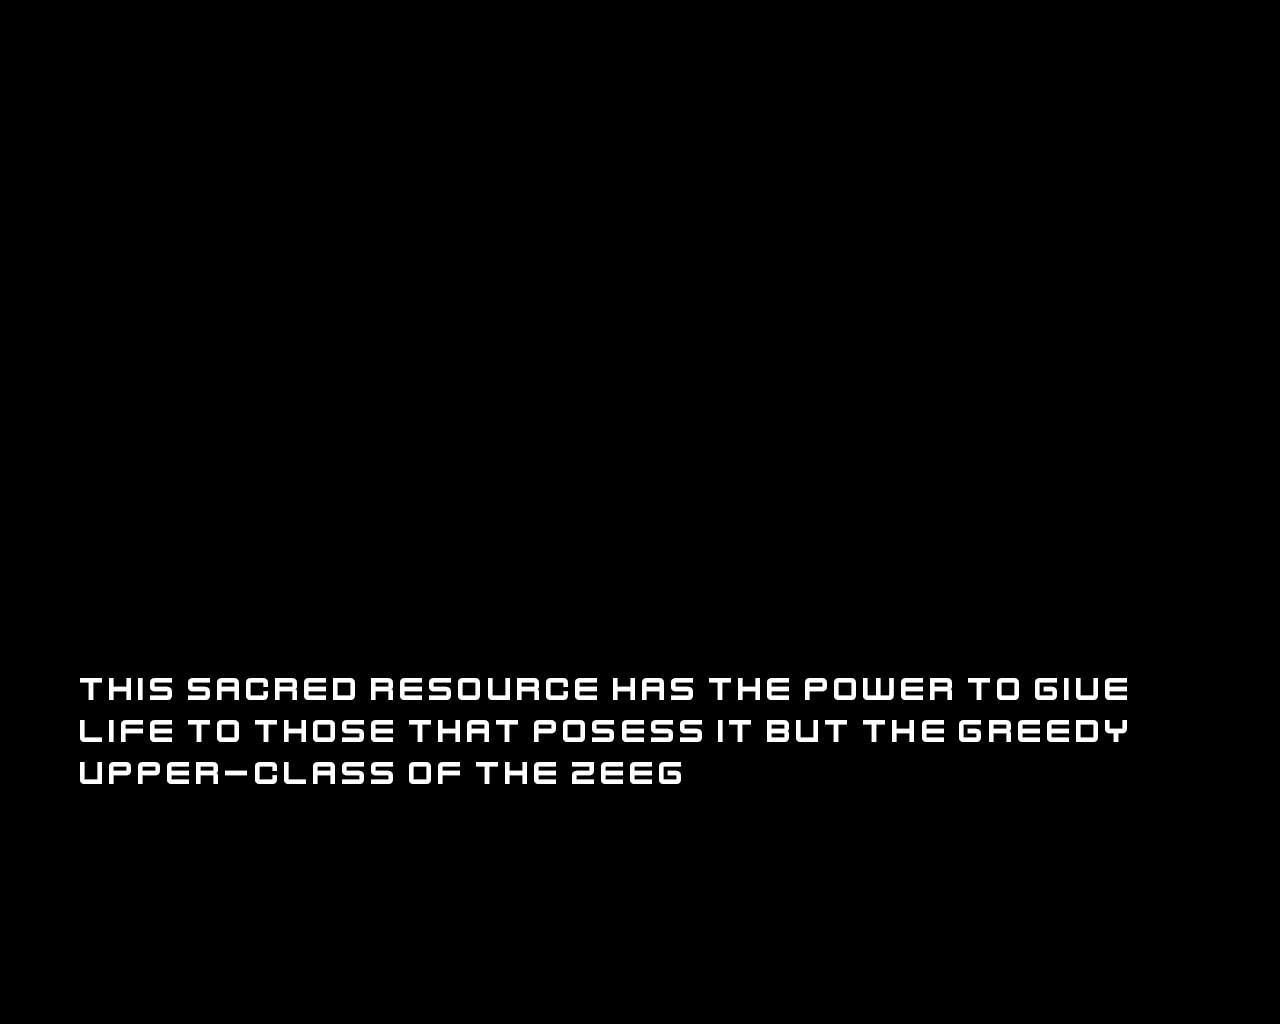 THIS SACRED RESOURCE HAS THE POWER TO GIVE
LIFE TO THOSE THAT POSESS IT BUT THE GREEDY
UPPER-CLASS OF THE ZEEG